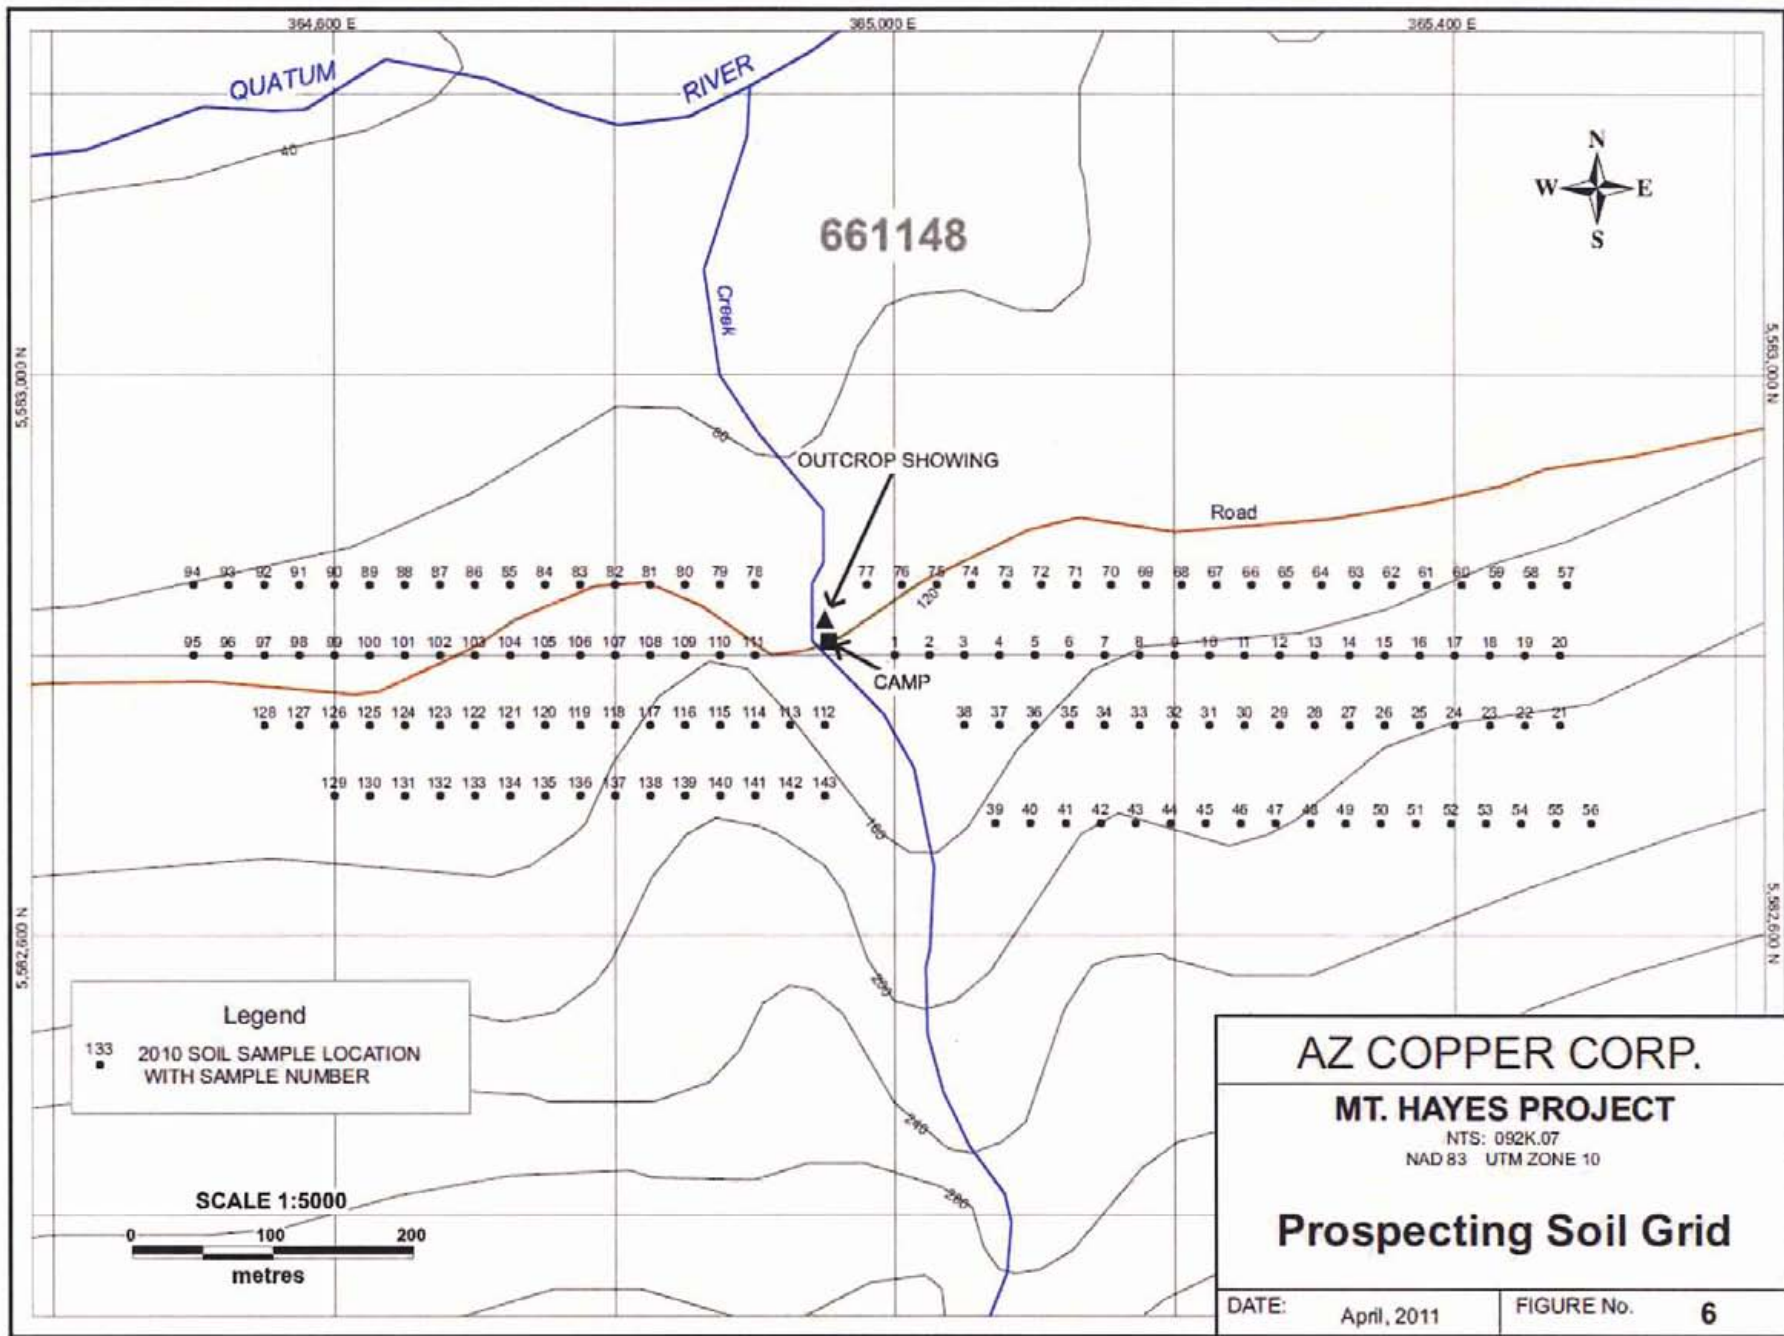 364,600 E
365,000 E
365,400 E
QUATUM
RIVER
40
N
W E
S
661148
Creek
5,583,000 N
5,583,000 N
80
OUTCROP SHOWING
Road
94 93 92 91 90 89 88 87 86 85 84 83 82 81 80 79 78 77 76 75 74 73 72 71 70 69 68 67 66 65 64 63 62 61 60 59 58 57
120
95 96 97 98 99 100 101 102 103 104 105 106 107 108 109 110 111 1 2 3 4 5 6 7 8 9 10 11 12 13 14 15 16 17 18 19 20
CAMP
128 127 126 125 124 123 122 121 120 119 118 117 116 115 114 113 112 38 37 36 35 34 33 32 31 30 29 28 27 26 25 24 23 22 21
129 130 131 132 133 134 135 136 137 138 139 140 141 142 143
39 40 41 42 43 44 45 46 47 48 49 50 51 52 53 54 55 56
160
5,582,600 N
5,582,600 N
200
Legend
133 2010 SOIL SAMPLE LOCATION
WITH SAMPLE NUMBER
240
280
SCALE 1:5000
0 100 200
metres
AZ COPPER CORP.
MT. HAYES PROJECT
NTS: 092K.07
NAD 83 UTM ZONE 10
Prospecting Soil Grid
DATE: April, 2011
FIGURE No. 6